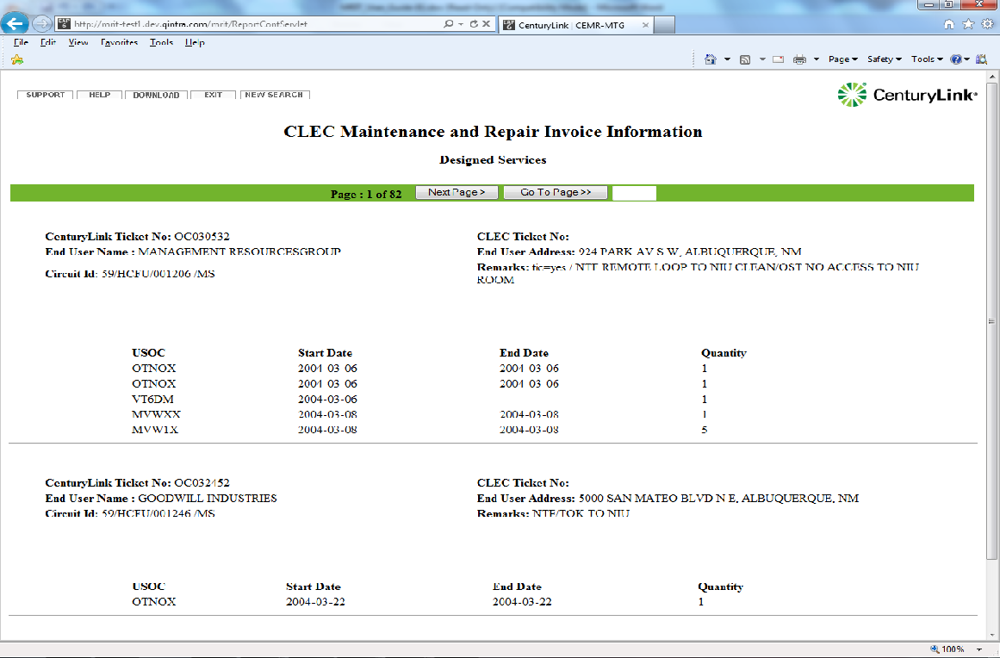 http://mrit-test1.dev.qintra.com/mrit/ReportContServlet
CenturyLink | CEMR-MTG
File Edit View Favorites Tools Help
Page Safety Tools
SUPPORT HELP DOWNLOAD EXIT NEW SEARCH
CenturyLink
CLEC Maintenance and Repair Invoice Information
Designed Services
Page : 1 of 82 Next Page > Go To Page >>
CenturyLink Ticket No: OC030532 CLEC Ticket No:
End User Name : MANAGEMENT RESOURCESGROUP End User Address: 924 PARK AV S W, ALBUQUERQUE, NM
Circuit Id: 59/HCFU/001206 /MS Remarks: tic=yes / NTF REMOTE LOOP TO NIU CLEAN/OST NO ACCESS TO NIU
ROOM
USOC Start Date End Date Quantity
OTNOX 2004-03-06 2004-03-06 1
OTNOX 2004-03-06 2004-03-06 1
VT6DM 2004-03-06 1
MVWXX 2004-03-08 2004-03-08 1
MVW1X 2004-03-08 2004-03-08 5
CenturyLink Ticket No: OC032452 CLEC Ticket No:
End User Name : GOODWILL INDUSTRIES End User Address: 5000 SAN MATEO BLVD N E, ALBUQUERQUE, NM
Circuit Id: 59/HCFU/001246 /MS Remarks: NTF/TOK TO NIU
USOC Start Date End Date Quantity
OTNOX 2004-03-22 2004-03-22 1
100%